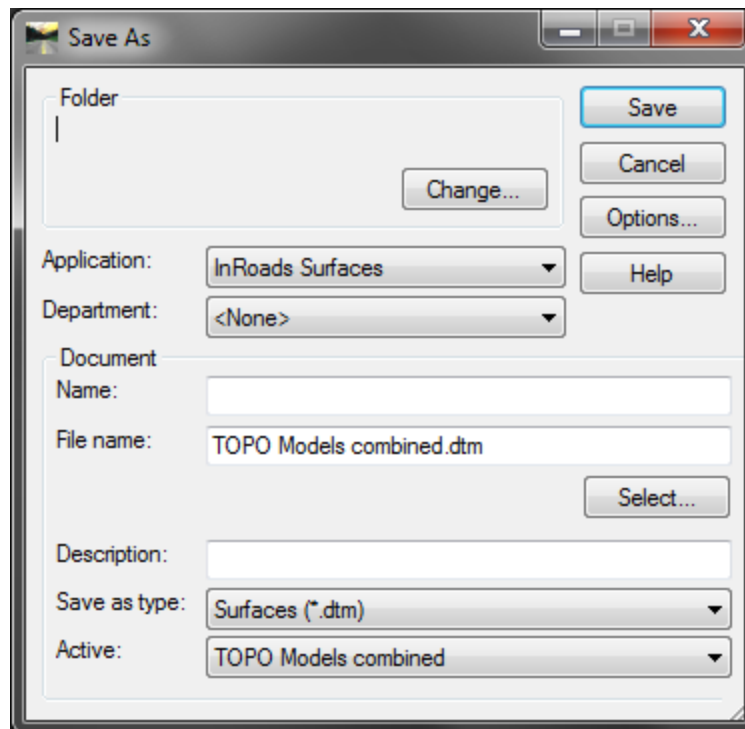 Save As
Folder
Save
Cancel
Change...
Options...
Application:
InRoads Surfaces
Help
Department:
<None>
Document
Name:
File name:
TOPO Models combined.dtm
Select...
Description:
Save as type:
Surfaces (*.dtm)
Active:
TOPO Models combined